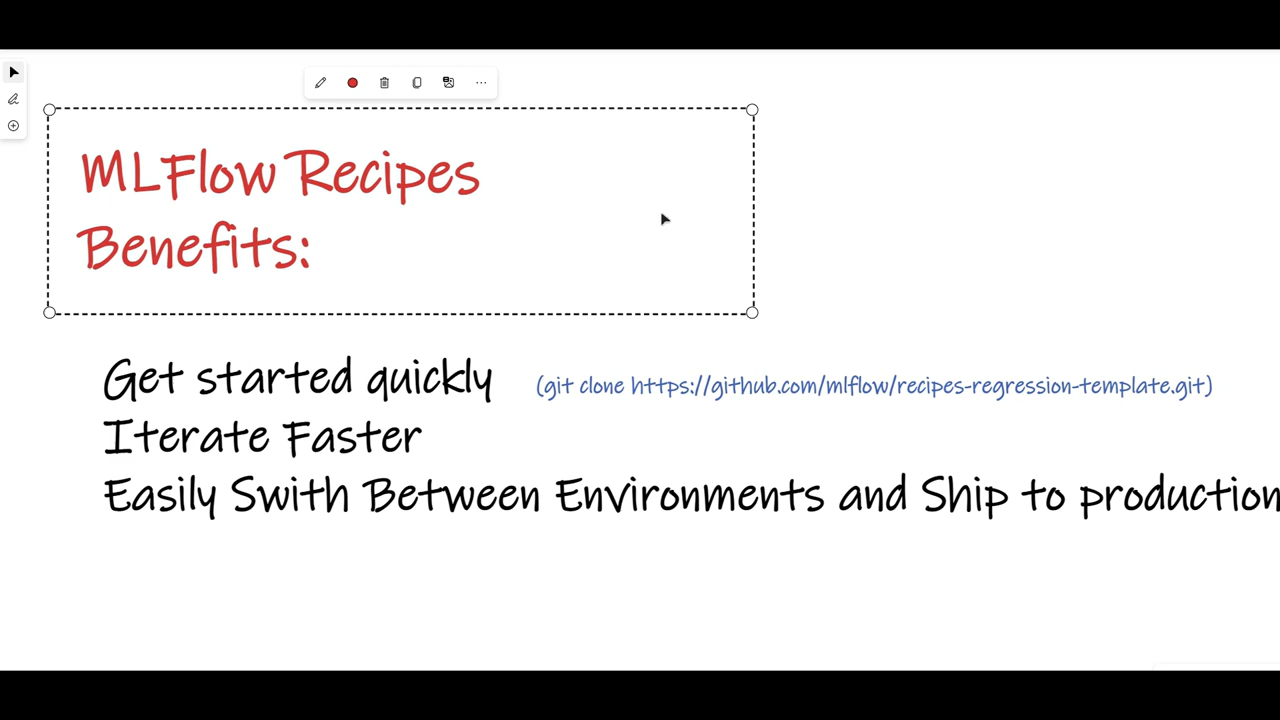 MLFlow Recipes
Benefits:
Get started quickly (git clone https://github.com/mlflow/recipes-regression-template.git)
Iterate Faster
Easily Swith Between Environments and Ship to production